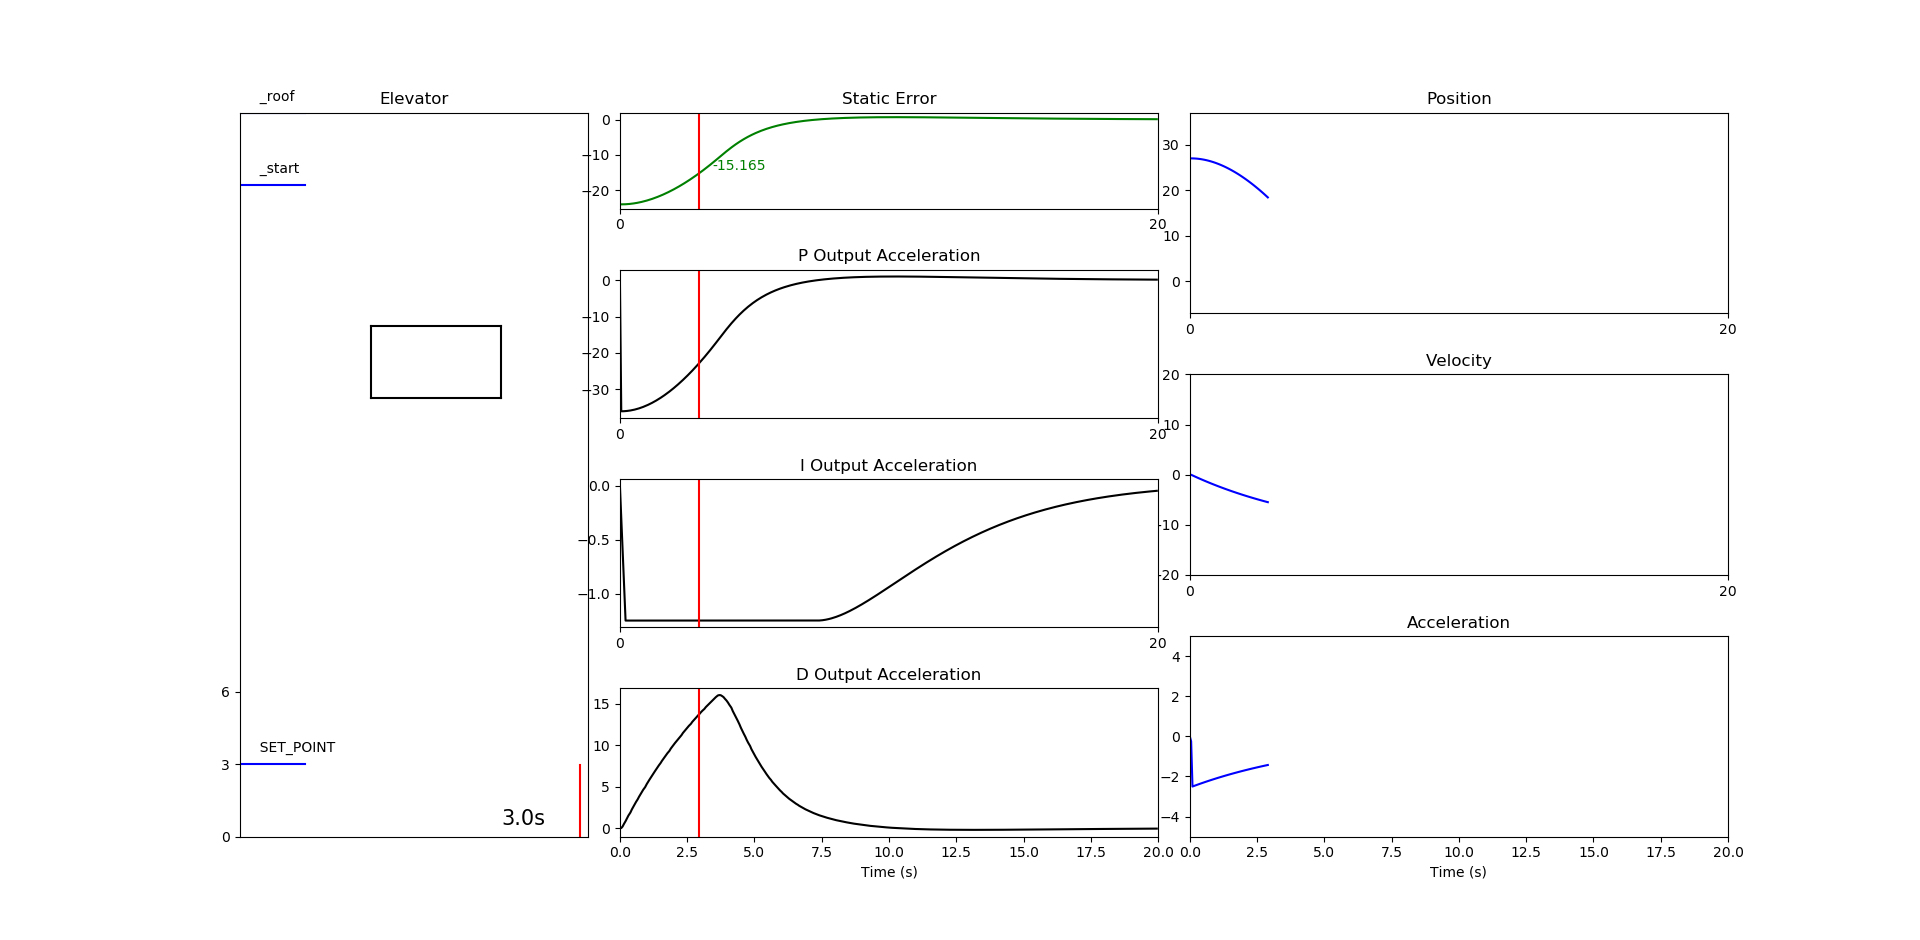 _roof
Elevator
_start
6
SET_POINT
3
3.0s
0
Static Error
0
−10
-15.165
−20
0 20
P Output Acceleration
0
−10
−20
−30
0 20
I Output Acceleration
0.0
−0.5
−1.0
0 20
D Output Acceleration
15
10
5
0
0.0 2.5 5.0 7.5 10.0 12.5 15.0 17.5 20.0
Time (s)
Position
30
20
10
0
0 20
Velocity
20
10
0
-10
-20
0 20
Acceleration
4
2
0
−2
−4
0.0 2.5 5.0 7.5 10.0 12.5 15.0 17.5 20.0
Time (s)